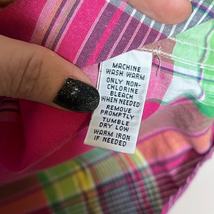 MACHINE
WASH WARM
ONLY NON-
CHLORINE
BLEACH
WHEN NEEDED
REMOVE
PROMPTLY
TUMBLE
DRY LOW
WARM IRON
IF NEEDED